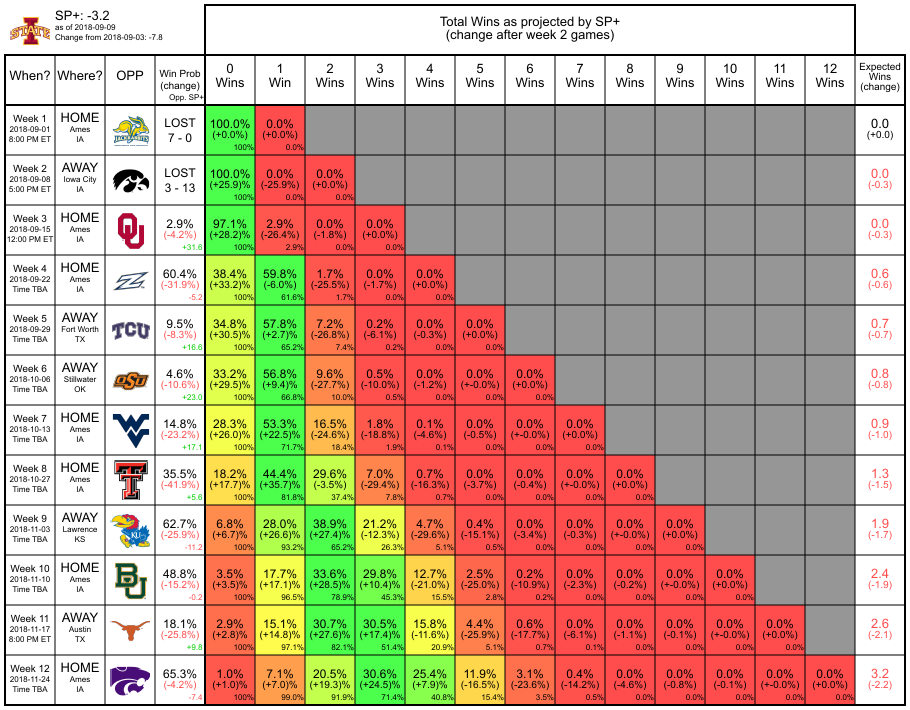 SP+: -3.2
as of 2018-09-09
Change from 2018-09-03: -7.8
Total Wins as projected by SP+
(change after week 2 games)
When? Where? OPP Win Prob (change) Opp. SP+ 0 Wins 1 Win 2 Wins 3 Wins 4 Wins 5 Wins 6 Wins 7 Wins 8 Wins 9 Wins 10 Wins 11 Wins 12 Wins Expected Wins (change)
Week 1 HOME LOST 100.0% 0.0% 0.0
2018-09-01 Ames 7 - 0 (+0.0%) (+0.0%) (+0.0)
8:00 PM ET IA JACKRABBITS 100% 0.0%
Week 2 AWAY LOST 100.0% 0.0% 0.0% 0.0
2018-09-08 Iowa City 3 - 13 (+25.9)% (-25.9% (+0.0%) (-0.3)
5:00 PM ET IA 100% 0.0% 0.0%
Week 3 HOME OU 2.9% 97.1% 2.9% 0.0% 0.0% 0.0
2018-09-15 Ames (-4.2%) (+28.2)% (-26.4% (-1.8%) (+0.0%) (-0.3)
12:00 PM ET IA +31.6 100% 2.9% 0.0% 0.0%
Week 4 HOME 60.4% 38.4% 59.8% 1.7% 0.0% 0.0% 0.6
2018-09-22 Ames (-31.9%) (+33.2)% (-6.0%) (-25.5%) (-1.7%) (+0.0%) (-0.6)
Time TBA IA -5.2 100% 61.6% 1.7% 0.0% 0.0%
Week 5 AWAY TCU 9.5% 34.8% 57.8% 7.2% 0.2% 0.0% 0.0% 0.7
2018-09-29 Fort Worth (-8.3%) (+30.5)% (+2.7)% (-26.8%) (-6.1%) (-0.3%) (+0.0%) (-0.7)
Time TBA TX +16.6 100% 65.2% 7.4% 0.2% 0.0% 0.0%
Week 6 AWAY OSU 4.6% 33.2% 56.8% 9.6% 0.5% 0.0% 0.0% 0.0% 0.8
2018-10-06 Stillwater (-10.6%) (+29.5)% (+9.4%) (-27.7%) (-10.0%) (-1.2%) (+-0.0%) (+0.0%) (-0.8)
Time TBA OK +23.0 100% 66.8% 10.0% 0.5% 0.0% 0.0% 0.0%
Week 7 HOME WV 14.8% 28.3% 53.3% 16.5% 1.8% 0.1% 0.0% 0.0% 0.0% 0.9
2018-10-13 Ames (-23.2%) (+26.0)% (+22.5)% (-24.6%) (-18.8%) (-4.6%) (-0.5%) (+-0.0%) (+0.0%) (-1.0)
Time TBA IA +17.1 100% 71.7% 18.4% 1.9% 0.1% 0.0% 0.0% 0.0%
Week 8 HOME T 35.5% 18.2% 44.4% 29.6% 7.0% 0.7% 0.0% 0.0% 0.0% 0.0% 1.3
2018-10-27 Ames (-41.9%) (+17.7%) (+35.7)% (-3.5%) (-29.4%) (-16.3%) (-3.7%) (-0.4%) (+-0.0%) (+0.0%) (-1.5)
Time TBA IA +5.6 100% 81.8% 37.4% 7.8% 0.7% 0.0% 0.0% 0.0% 0.0%
Week 9 AWAY KU 62.7% 6.8% 28.0% 38.9% 21.2% 4.7% 0.4% 0.0% 0.0% 0.0% 0.0% 1.9
2018-11-03 Lawrence (-25.9%) (+6.7%) (+26.6%) (+27.4%) (-12.3%) (-29.6%) (-15.1%) (-3.4%) (-0.3%) (+-0.0%) (+0.0%) (-1.7)
Time TBA KS -11.2 100% 93.2% 65.2% 26.3% 5.1% 0.5% 0.0% 0.0% 0.0% 0.0%
Week 10 HOME BU 48.8% 3.5% 17.7% 33.6% 29.8% 12.7% 2.5% 0.2% 0.0% 0.0% 0.0% 0.0% 2.4
2018-11-10 Ames (-15.2%) (+3.5%) (+17.1%) (+28.5%) (+10.4%) (-21.0%) (-25.0%) (-10.9%) (-2.3%) (-0.2%) (+-0.0%) (+0.0%) (-1.9)
Time TBA IA -0.2 100% 96.5% 78.9% 45.3% 15.5% 2.8% 0.2% 0.0% 0.0% 0.0% 0.0%
Week 11 AWAY 18.1% 2.9% 15.1% 30.7% 30.5% 15.8% 4.4% 0.6% 0.0% 0.0% 0.0% 0.0% 0.0% 2.6
2018-11-17 Austin (-25.8%) (+2.8%) (+14.8%) (+27.6%) (+17.4%) (-11.6%) (-25.9%) (-17.7%) (-6.1%) (-1.1%) (-0.1%) (+-0.0%) (+0.0%) (-2.1)
8:00 PM ET TX +9.8 100% 97.1% 82.1% 51.4% 20.9% 5.1% 0.7% 0.1% 0.0% 0.0% 0.0% 0.0%
Week 12 HOME 65.3% 1.0% 7.1% 20.5% 30.6% 25.4% 11.9% 3.1% 0.4% 0.0% 0.0% 0.0% 0.0% 0.0% 3.2
2018-11-24 Ames (-4.2%) (+1.0%) (+7.0%) (+19.3%) (+24.5%) (+7.9%) (-16.5%) (-23.6%) (-14.2%) (-4.6%) (-0.8%) (-0.1%) (+-0.0%) (+0.0%) (-2.2)
Time TBA IA -7.4 100% 99.0% 91.9% 71.4% 40.8% 15.4% 3.5% 0.5% 0.0% 0.0% 0.0% 0.0% 0.0%